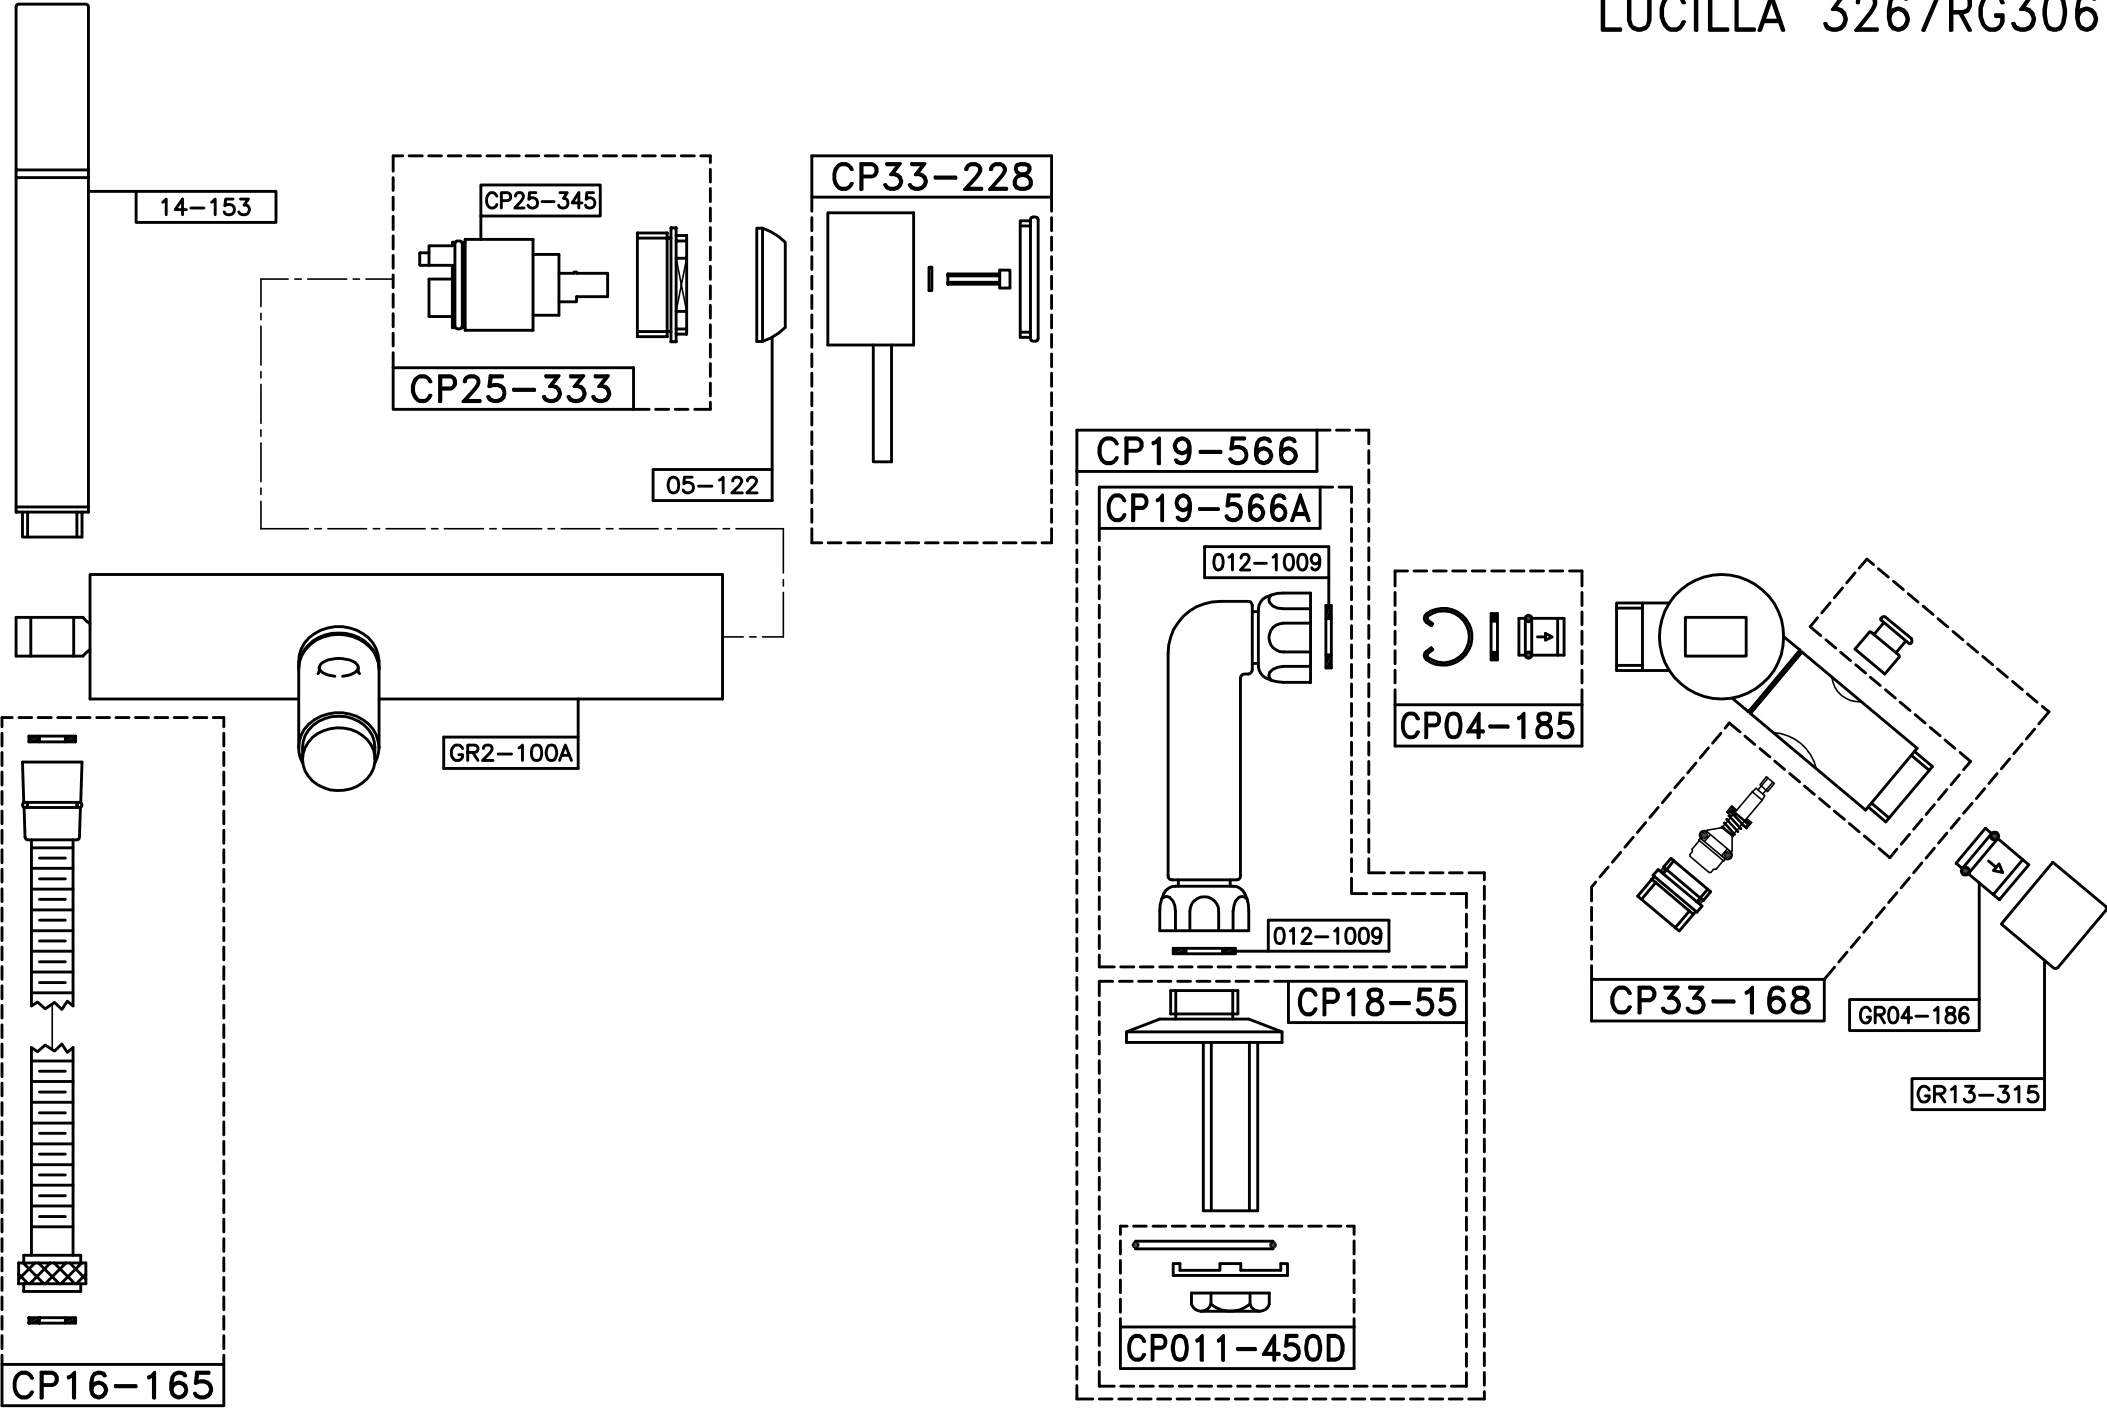 LUCILLA 3267RG306
14-153
CP25-345
CP25-333
05-122
CP33-228
CP19-566
CP19-566A
012-1009
CP04-185
GR2-100A
012-1009
CP18-55
CP33-168
GR04-186
GR13-315
CP011-450D
CP16-165